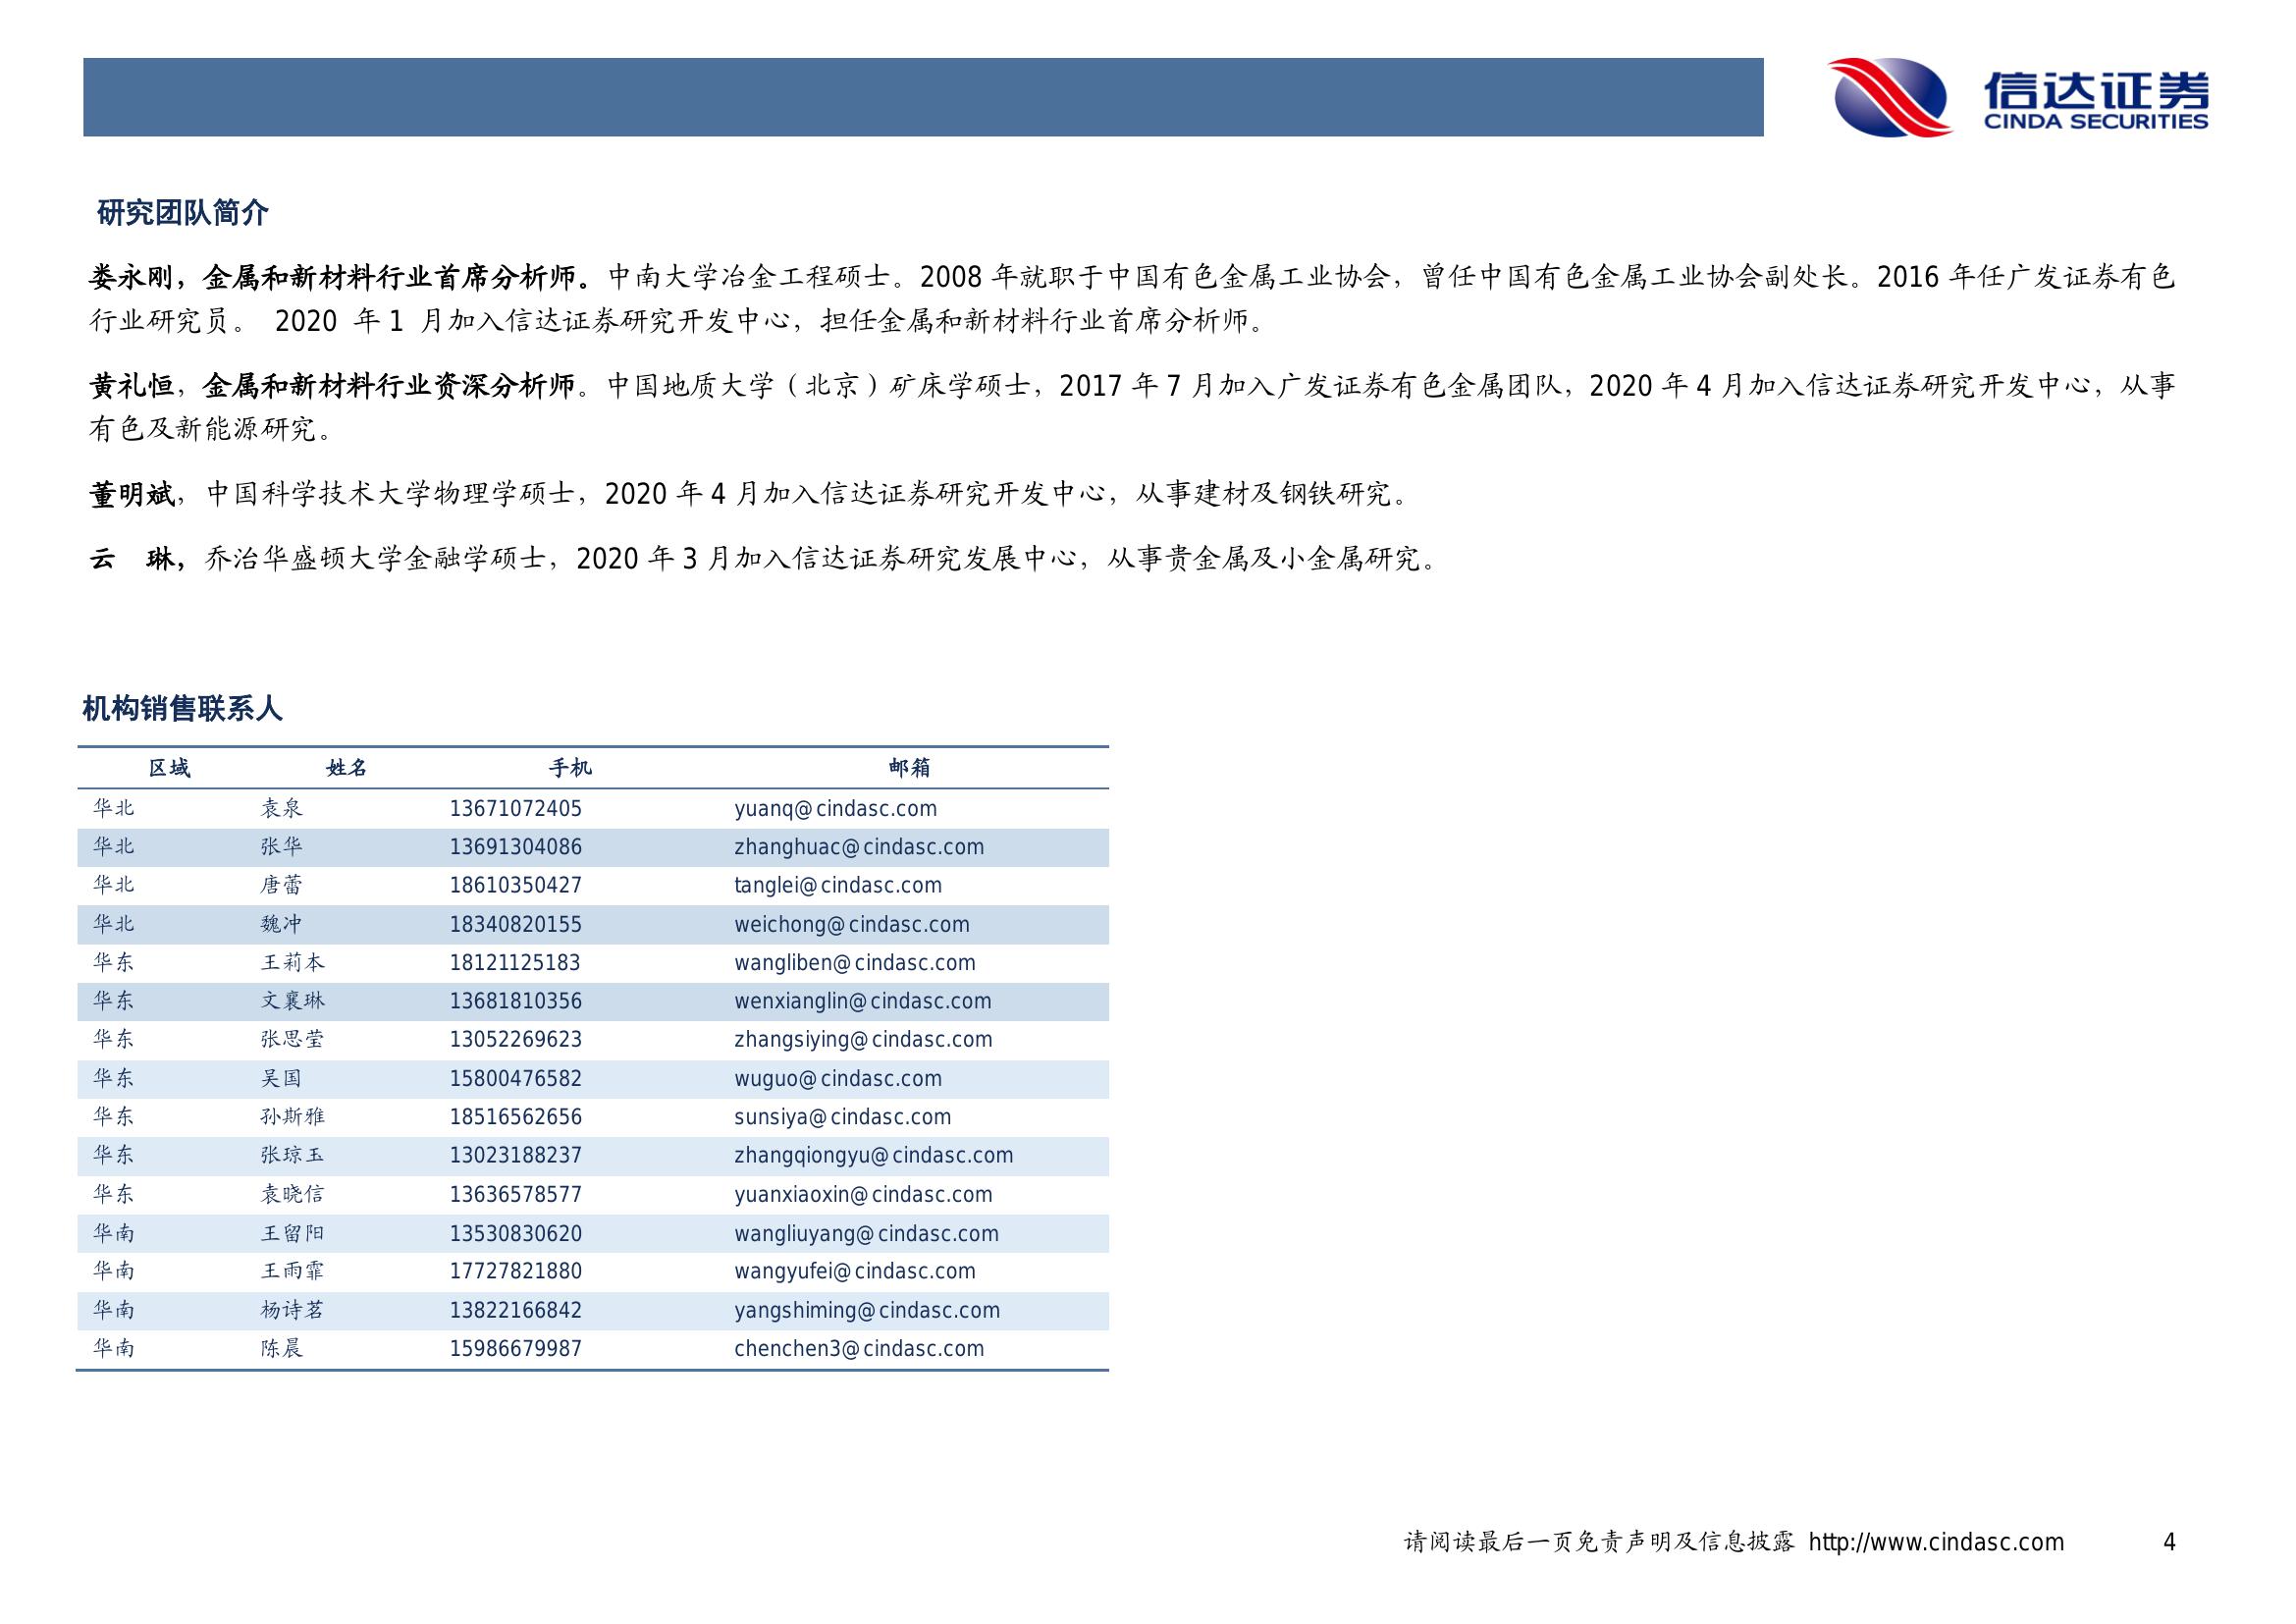 信达证券
CINDA SECURITIES
研究团队简介
娄永刚，金属和新材料行业首席分析师。中南大学冶金工程硕士。2008 年就职于中国有色金属工业协会，曾任中国有色金属工业协会副处长。2016 年任广发证券有色
行业研究员。 2020 年 1 月加入信达证券研究开发中心，担任金属和新材料行业首席分析师。
黄礼恒，金属和新材料行业资深分析师。中国地质大学（北京）矿床学硕士，2017 年 7 月加入广发证券有色金属团队，2020 年 4 月加入信达证券研究开发中心，从事
有色及新能源研究。
董明斌，中国科学技术大学物理学硕士，2020 年 4 月加入信达证券研究开发中心，从事建材及钢铁研究。
云　琳，乔治华盛顿大学金融学硕士，2020 年 3 月加入信达证券研究发展中心，从事贵金属及小金属研究。
机构销售联系人
区域 姓名 手机 邮箱
华北 袁泉 13671072405 yuanq@cindasc.com
华北 张华 13691304086 zhanghuac@cindasc.com
华北 唐蕾 18610350427 tanglei@cindasc.com
华北 魏冲 18340820155 weichong@cindasc.com
华东 王莉本 18121125183 wangliben@cindasc.com
华东 文襄琳 13681810356 wenxianglin@cindasc.com
华东 张思莹 13052269623 zhangsiying@cindasc.com
华东 吴国 15800476582 wuguo@cindasc.com
华东 孙斯雅 18516562656 sunsiya@cindasc.com
华东 张琼玉 13023188237 zhangqiongyu@cindasc.com
华东 袁晓信 13636578577 yuanxiaoxin@cindasc.com
华南 王留阳 13530830620 wangliuyang@cindasc.com
华南 王雨霏 17727821880 wangyufei@cindasc.com
华南 杨诗茗 13822166842 yangshiming@cindasc.com
华南 陈晨 15986679987 chenchen3@cindasc.com
请阅读最后一页免责声明及信息披露 http://www.cindasc.com 4